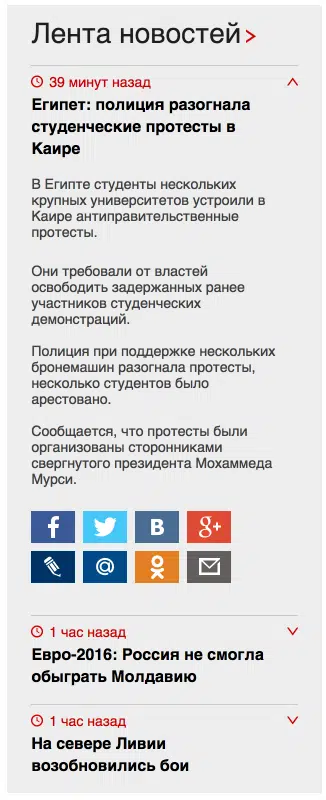 Лента новостей >
39 минут назад
Египет: полиция разогнала
студенческие протесты в
Каире
В Египте студенты нескольких
крупных университетов устроили в
Каире антиправительственные
протесты.
Они требовали от властей
освободить задержанных ранее
участников студенческих
демонстраций.
Полиция при поддержке нескольких
бронемашин разогнала протесты,
несколько студентов было
арестовано.
Сообщается, что протесты были
организованы сторонниками
свергнутого президента Мохаммеда
Мурси.
f B g+
@
1 час назад
Евро-2016: Россия не смогла
обыграть Молдавию
1 час назад
На севере Ливии
возобновились бои